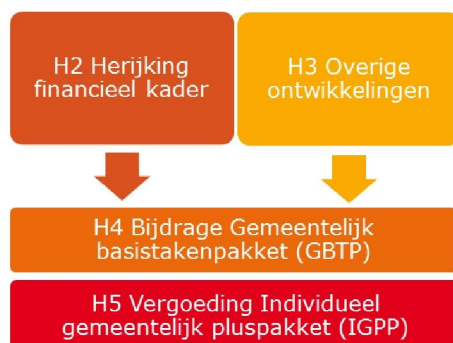 H2 Herijking
financieel kader
H3 Overige
ontwikkelingen
H4 Bijdrage Gemeentelijk
basistakenpakket (GBTP)
H5 Vergoeding Individueel
gemeentelijk pluspakket (IGPP)